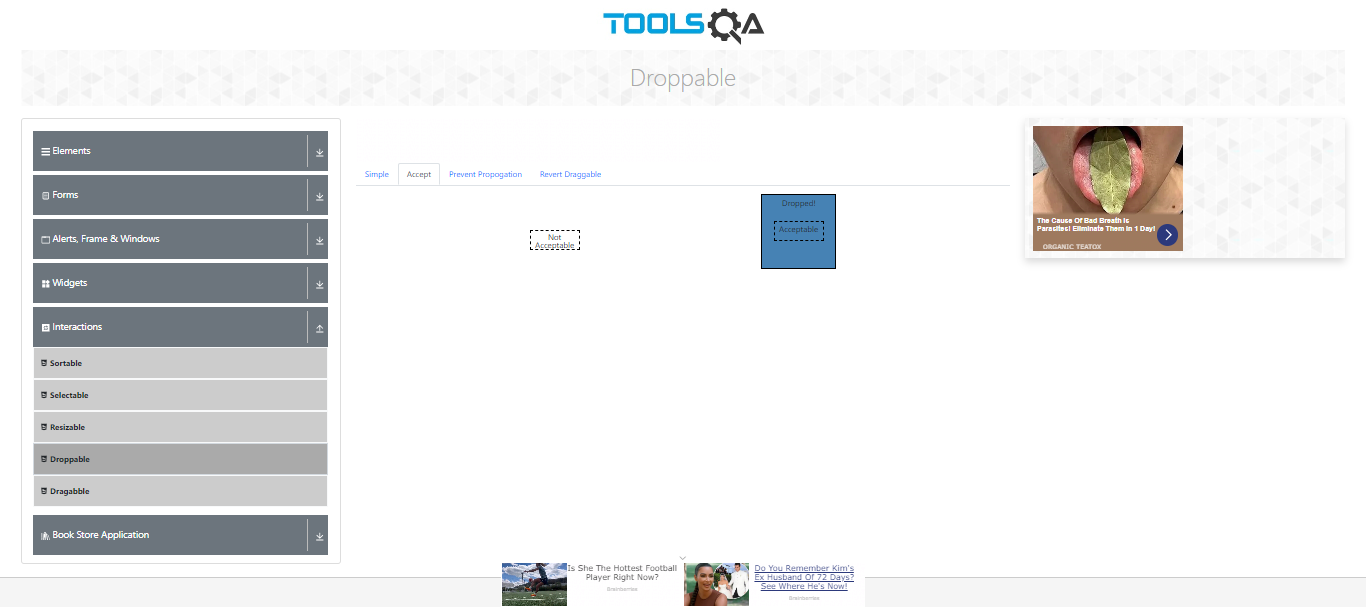 TOOLSQA
Droppable
Elements
Forms
Alerts, Frame & Windows
Widgets
Interactions
Sortable
Selectable
Resizable
Droppable
Dragabble
Book Store Application
Simple
Accept
Prevent Propogation
Revert Draggable
Not
Acceptable
Dropped!
Acceptable
The Cause Of Bad Breath Is
Parasites! Eliminate Them In 1 Day!
ORGANIC TEATOX
Is She The Hottest Football
Player Right Now?
Brainberries
Do You Remember Kim's
Ex Husband Of 72 Days?
See Where He's Now!
Brainberries